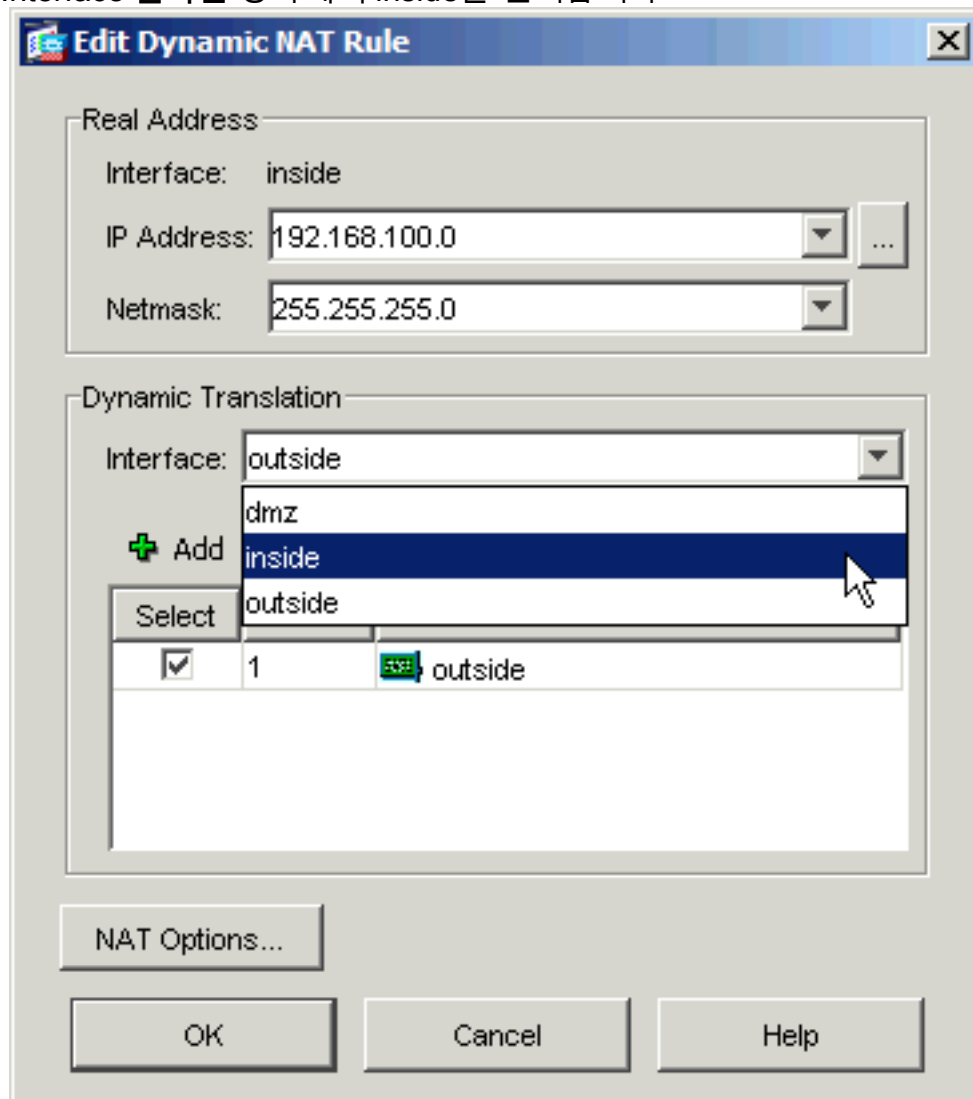 Edit Dynamic NAT Rule
Real Address
Interface: inside
IP Address: 192.168.100.0 ...
Netmask: 255.255.255.0
Dynamic Translation
Interface: outside
dmz
Add inside
Select outside
1 outside
NAT Options...
OK Cancel Help